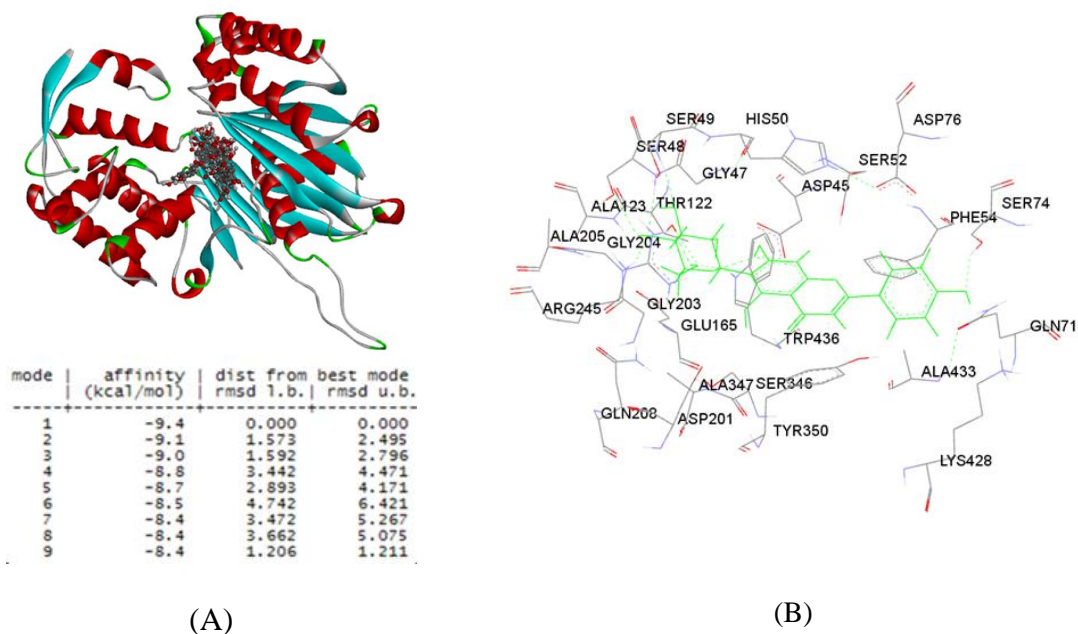 mode | affinity | dist from best mode
| (kcal/mol) | rmsd l.b.| rmsd u.b.
-----+------------+----------+----------
1 -9.4 0.000 0.000
2 -9.1 1.573 2.495
3 -9.0 1.592 2.796
4 -8.8 3.442 4.471
5 -8.7 2.893 4.171
6 -8.5 4.742 6.421
7 -8.4 3.472 5.267
8 -8.4 3.662 5.075
9 -8.4 1.206 1.211
(A)
SER49 HIS50 ASP76
SER48 SER52
GLY47
ASP45
ALA123 THR122 PHE54 SER74
ALA205 GLY204
ARG245 GLY203
GLU165 GLN71
TRP436
ALA433
ALA347 SER346
GLN208 ASP201
TYR350
LYS428
(B)